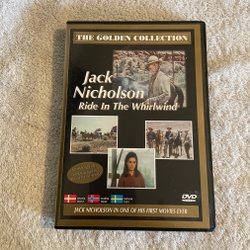 THE GOLDEN COLLECTION
Jack
Nicholson
Ride In The Whirlwind
DVD
JACK NICHOLSON IN ONE OF HIS FIRST MOVIES EVER